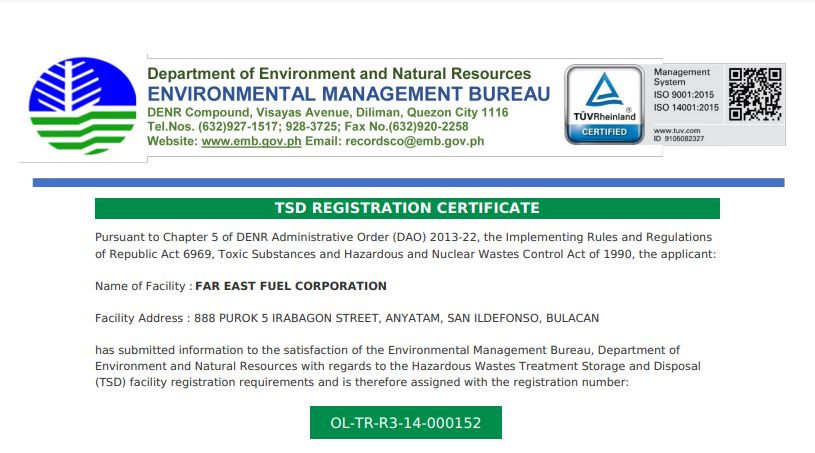 Department of Environment and Natural Resources
ENVIRONMENTAL MANAGEMENT BUREAU
DENR Compound, Visayas Avenue, Diliman, Quezon City 1116
Tel.Nos. (632)927-1517; 928-3725; Fax No.(632)920-2258
Website: www.emb.gov.ph Email: recordsco@emb.gov.ph
TÜVRheinland
CERTIFIED
Management
System
ISO 9001:2015
ISO 14001:2015
www.tuv.com
ID 9105082327
TSD REGISTRATION CERTIFICATE
Pursuant to Chapter 5 of DENR Administrative Order (DAO) 2013-22, the Implementing Rules and Regulations
of Republic Act 6969, Toxic Substances and Hazardous and Nuclear Wastes Control Act of 1990, the applicant:
Name of Facility : FAR EAST FUEL CORPORATION
Facility Address : 888 PUROK 5 IRABAGON STREET, ANYATAM, SAN ILDEFONSO, BULACAN
has submitted information to the satisfaction of the Environmental Management Bureau, Department of
Environment and Natural Resources with regards to the Hazardous Wastes Treatment Storage and Disposal
(TSD) facility registration requirements and is therefore assigned with the registration number:
OL-TR-R3-14-000152